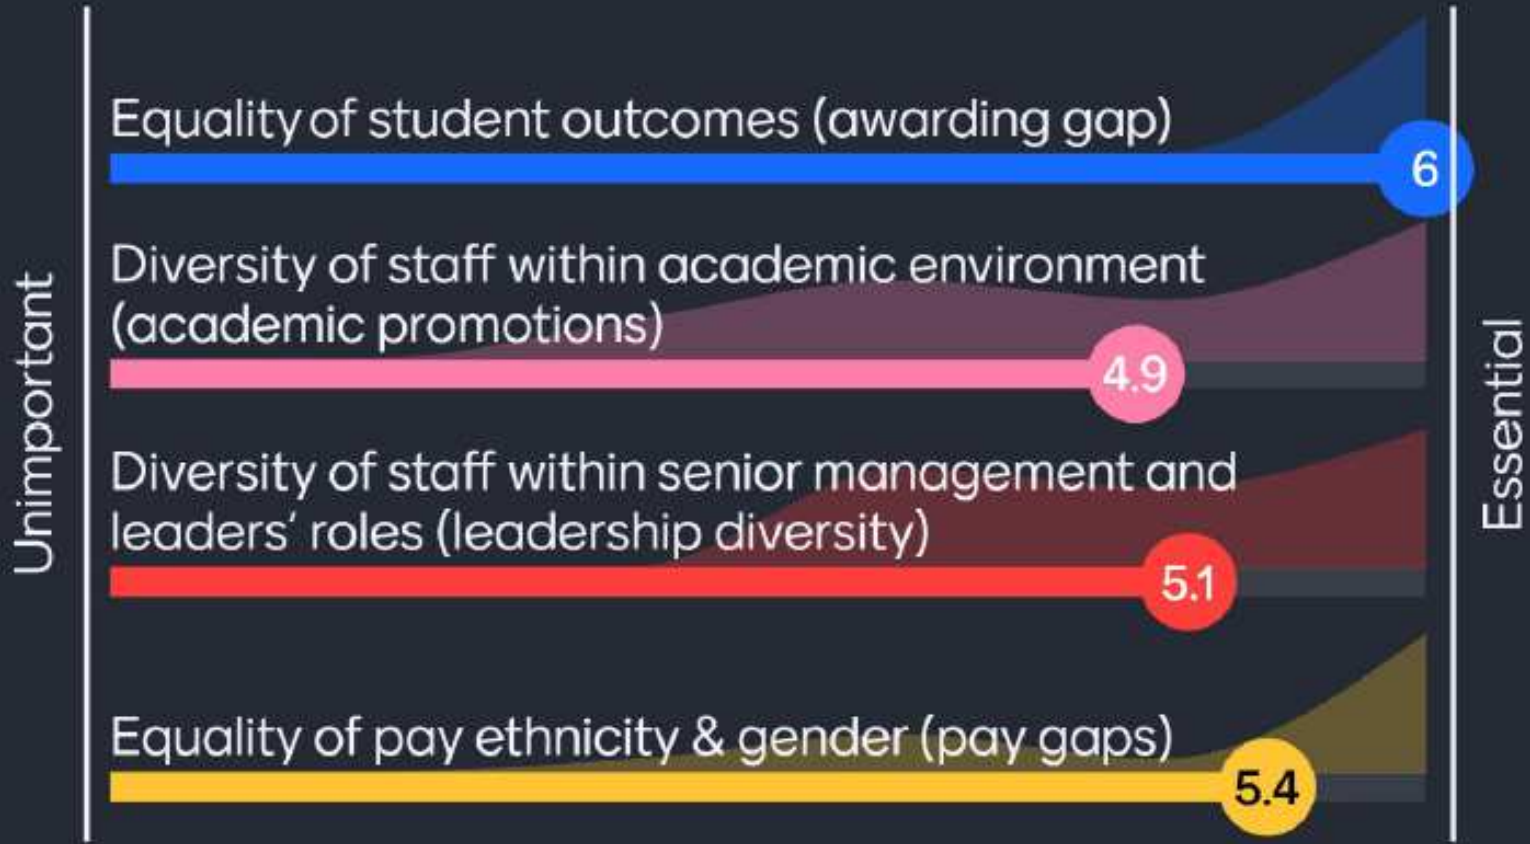 Unimportant
Equality of student outcomes (awarding gap)
6
Diversity of staff within academic environment
(academic promotions)
4.9
Diversity of staff within senior management and
leaders’ roles (leadership diversity)
5.1
Equality of pay ethnicity & gender (pay gaps)
5.4
Essential